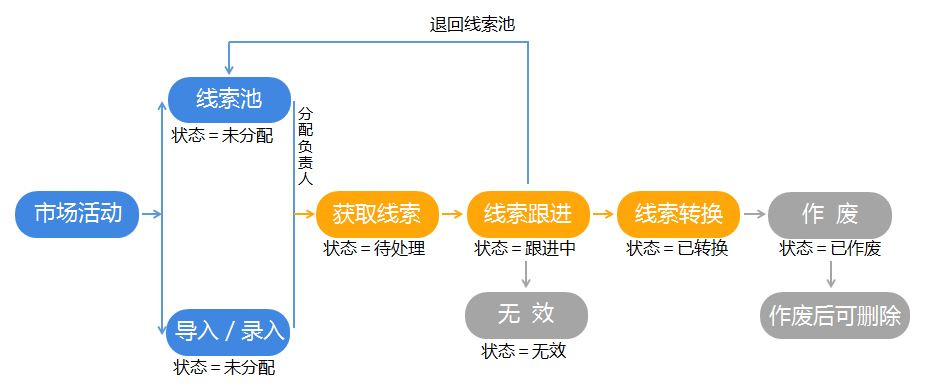 退回线索池
线索池
状态＝未分配
分配负责人
市场活动
获取线索
状态＝待处理
线索跟进
状态＝跟进中
线索转换
状态＝已转换
作 废
状态＝已作废
导入 / 录入
状态＝未分配
无 效
状态＝无效
作废后可删除